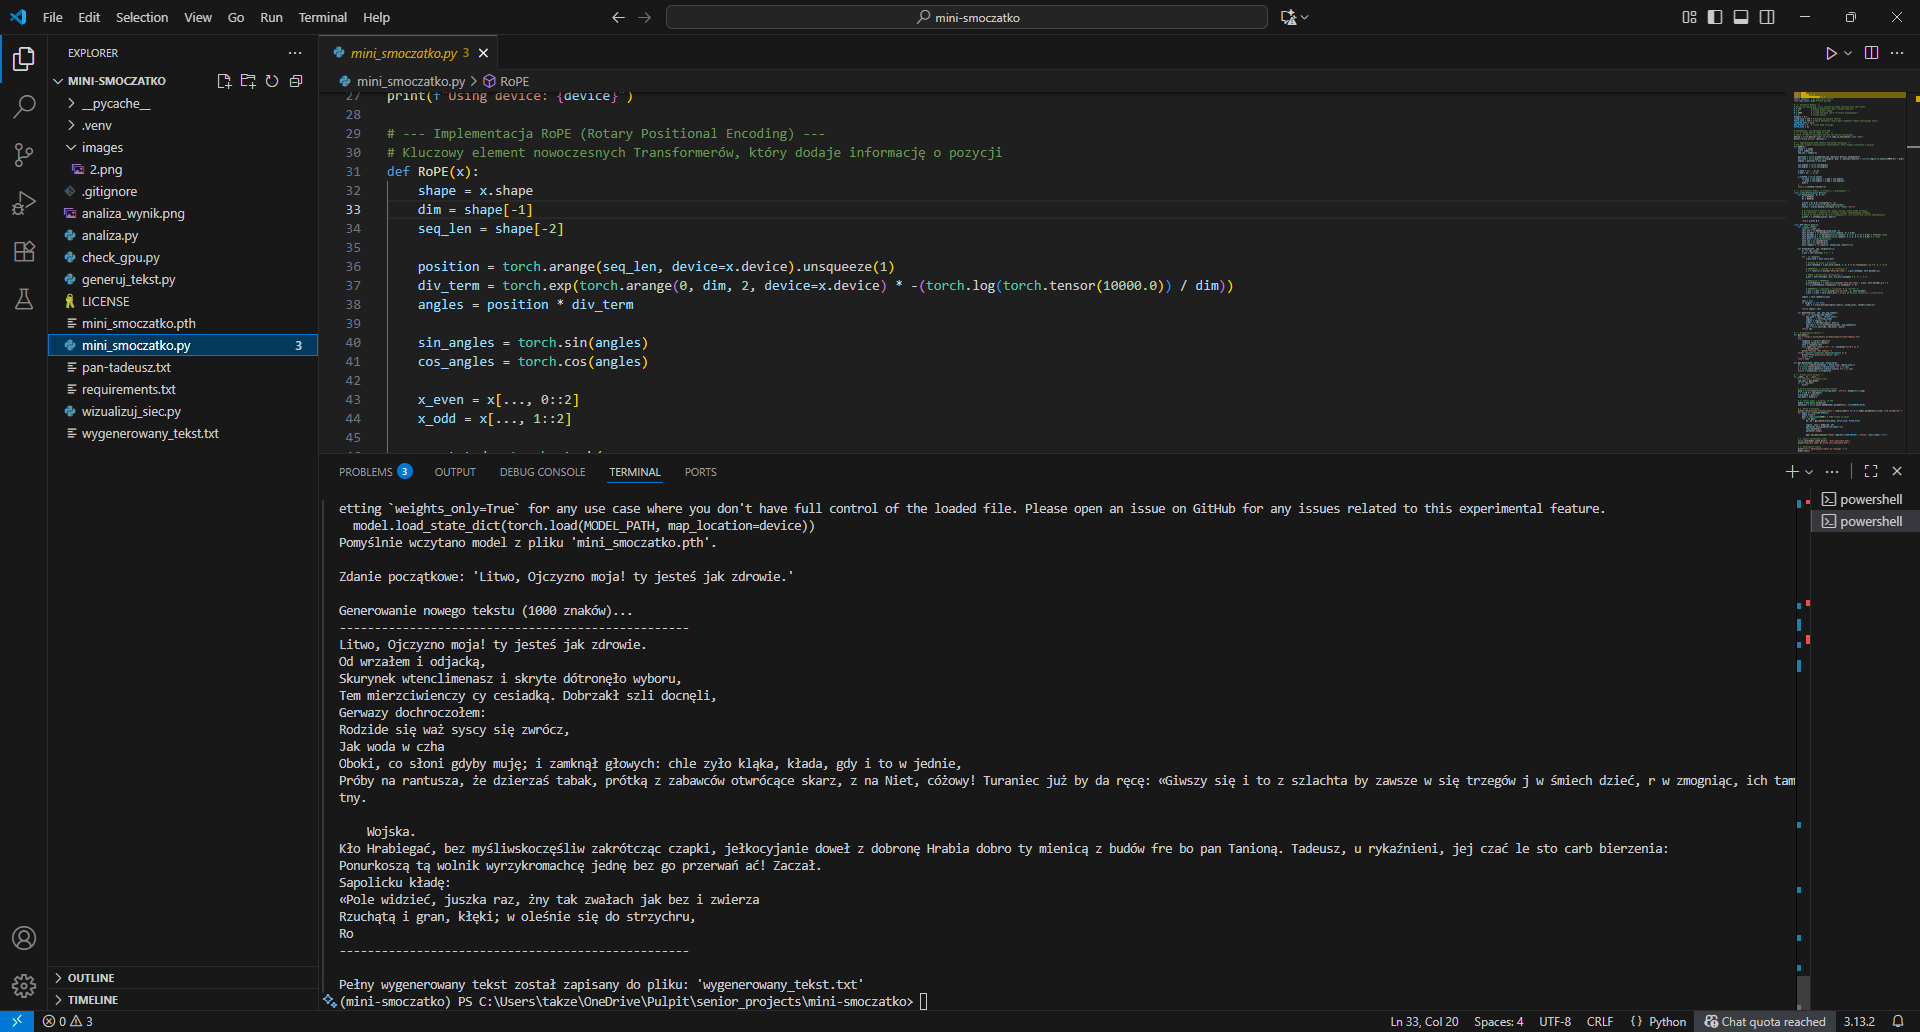 File Edit Selection View Go Run Terminal Help
mini-smoczatko
EXPLORER
MINI-SMOCZATKO
__pycache__
.venv
images
2.png
.gitignore
analiza_wynik.png
analiza.py
check_gpu.py
generuj_tekst.py
LICENSE
mini_smoczatko.pth
mini_smoczatko.py 3
pan-tadeusz.txt
requirements.txt
wizualizuj_siec.py
wygenerowany_tekst.txt
OUTLINE
TIMELINE
mini_smoczatko.py 3
mini_smoczatko.py > RoPE
27 print(f"Using device: {device}")
28
29 # --- Implementacja RoPE (Rotary Positional Encoding) ---
30 # Kluczowy element nowoczesnych Transformerów, który dodaje informację o pozycji
31 def RoPE(x):
32 shape = x.shape
33 dim = shape[-1]
34 seq_len = shape[-2]
35
36 position = torch.arange(seq_len, device=x.device).unsqueeze(1)
37 div_term = torch.exp(torch.arange(0, dim, 2, device=x.device) * -(torch.log(torch.tensor(10000.0)) / dim))
38 angles = position * div_term
39
40 sin_angles = torch.sin(angles)
41 cos_angles = torch.cos(angles)
42
43 x_even = x[..., 0::2]
44 x_odd = x[..., 1::2]
45
PROBLEMS 3 OUTPUT DEBUG CONSOLE TERMINAL PORTS
powershell
powershell
etting `weights_only=True` for any use case where you don't have full control of the loaded file. Please open an issue on GitHub for any issues related to this experimental feature.
model.load_state_dict(torch.load(MODEL_PATH, map_location=device))
Pomyślnie wczytano model z pliku 'mini_smoczatko.pth'.
Zdanie początkowe: 'Litwo, Ojczyzno moja! ty jesteś jak zdrowie.'
Generowanie nowego tekstu (1000 znaków)...
--------------------------------------------------
Litwo, Ojczyzno moja! ty jesteś jak zdrowie.
Od wrzałem i odjacką,
Skurynek wtenclimenasz i skryte dótronęło wyboru,
Tem mierzciwienczy cy cesiadką. Dobrzakł szli docnęli,
Gerwazy dochroczołem:
Rodzide się waż syscy się zwrócz,
Jak woda w czha
Oboki, co słoni gdyby muję; i zamknął głowych: chle zyło kląka, kłada, gdy i to w jednie,
Próby na rantusza, że dzierzaś tabak, prótką z zabawców otwrócące skarz, z na Niet, cóżowy! Turaniec już by da ręcę: «Giwszy się i to z szlachta by zawsze w się trzegów j w śmiech dzieć, r w zmogniąc, ich tam
tny.
Wojska.
Kło Hrabiegać, bez myśliwskoczęśliw zakrótcząc czapki, jełkocyjanie doweł z dobronę Hrabia dobro ty mienicą z budów fre bo pan Tanioną. Tadeusz, u rykaźnieni, jej czać le sto carb bierzenia:
Ponurkoszą tą wolnik wyrzykromachcę jednę bez go przerwań ać! Zaczał.
Sapolicku kładę:
«Pole widzieć, juszka raz, żny tak zwałach jak bez i zwierza
Rzuchątą i gran, kłęki; w oleśnie się do strzychru,
Ro
--------------------------------------------------
Pełny wygenerowany tekst został zapisany do pliku: 'wygenerowany_tekst.txt'
(mini-smoczatko) PS C:\Users\takze\OneDrive\Pulpit\senior_projects\mini-smoczatko>
0 3 Ln 33, Col 20 Spaces: 4 UTF-8 CRLF {} Python Chat quota reached 3.13.2